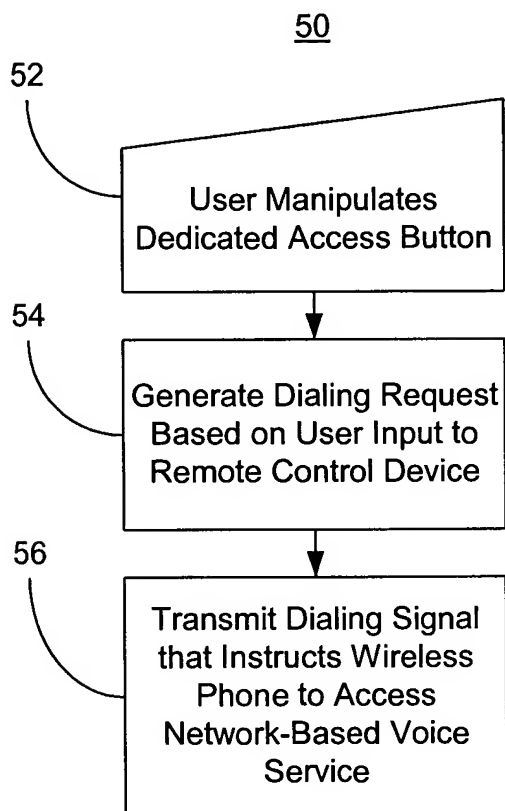 50
52
User Manipulates
Dedicated Access Button
54
Generate Dialing Request
Based on User Input to
Remote Control Device
56
Transmit Dialing Signal
that Instructs Wireless
Phone to Access
Network-Based Voice
Service